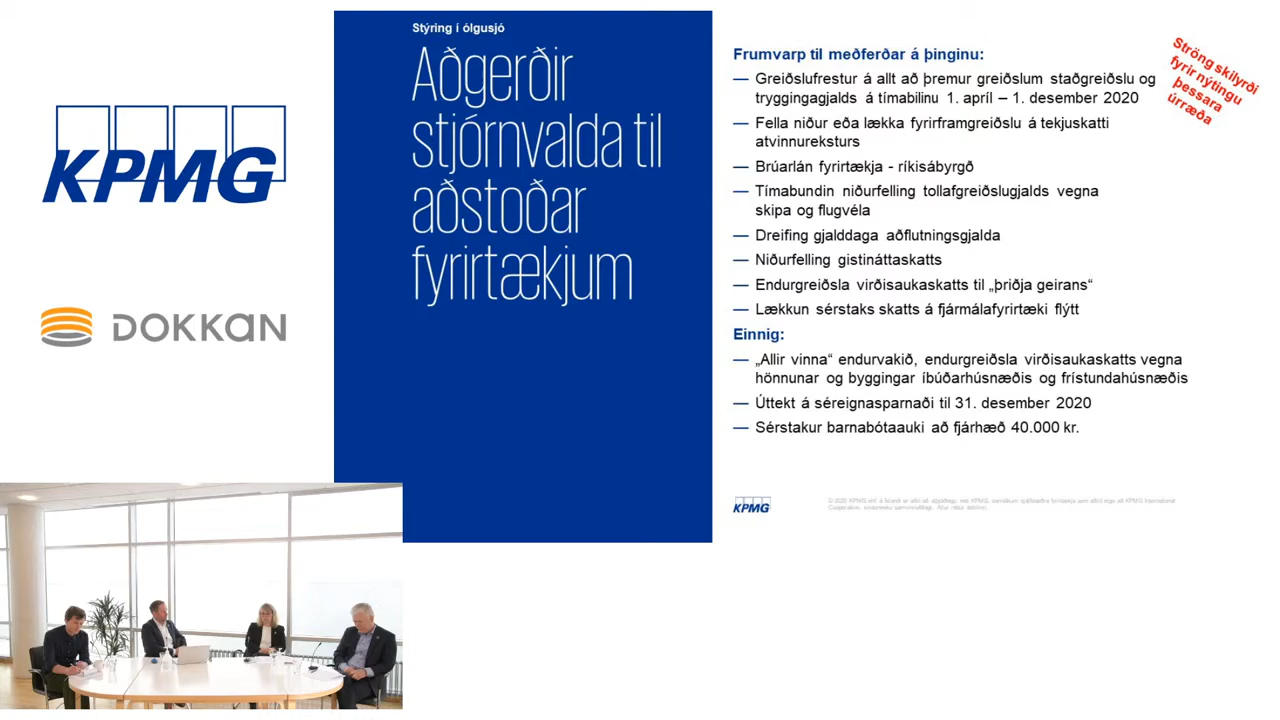 KPMG
DOKKAN
Stýring í ólgusjó
Aðgerðir
stjórnvalda til
aðstoðar
fyrirtækjum
Frumvarp til meðferðar á þinginu:
— Greiðslufrestur á allt að þremur greiðslum staðgreiðslu og
tryggingagjalds á tímabilinu 1. apríl – 1. desember 2020
— Fella niður eða lækka fyrirframgreiðslu á tekjuskatti
atvinnureksturs
— Brúarlán fyrirtækja - ríkisábyrgð
— Tímabundin niðurfelling tollafgreiðslugjalds vegna
skipa og flugvéla
— Dreifing gjalddaga aðflutningsgjalda
— Niðurfelling gistináttaskatts
— Endurgreiðsla virðisaukaskatts til „þriðja geirans“
— Lækkun sérstaks skatts á fjármálafyrirtæki flýtt
Einnig:
— „Allir vinna“ endurvakið, endurgreiðsla virðisaukaskatts vegna
hönnunar og byggingar íbúðarhúsnæðis og frístundahúsnæðis
— Úttekt á séreignasparnaði til 31. desember 2020
— Sérstakur barnabótaauki að fjárhæð 40.000 kr.
Ströng skilyrði
fyrir nýtingu
þessara
úrræða
KPMG